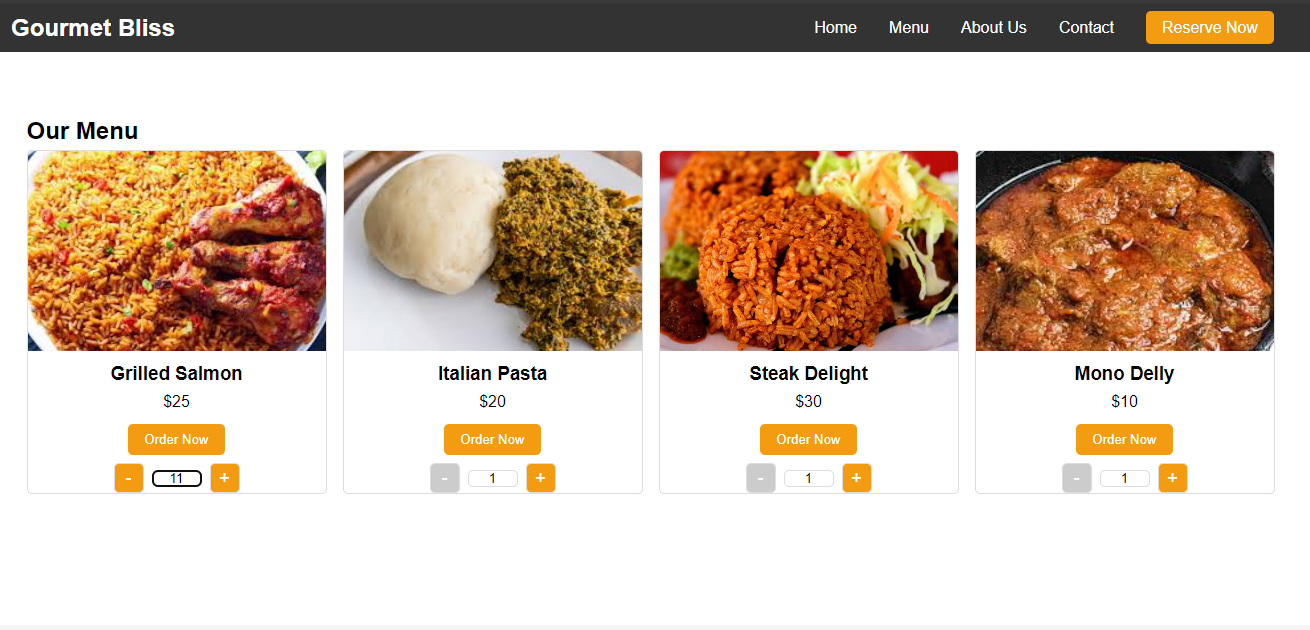 Gourmet Bliss Home Menu About Us Contact Reserve Now
Our Menu
Grilled Salmon Italian Pasta Steak Delight Mono Delly
$25 $20 $30 $10
Order Now Order Now Order Now Order Now
- 11 + - 1 + - 1 + - 1 +